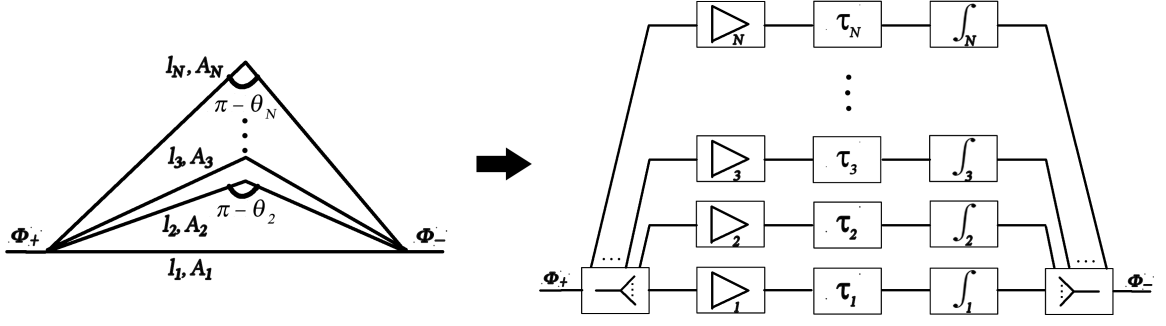 l_N, A_N
π − θ_N
l_3, A_3
π − θ_2
l_2, A_2
Φ_+
Φ_−
l_1, A_1
N τ_N ∫_N
3 τ_3 ∫_3
2 τ_2 ∫_2
Φ_+ 1 τ_1 ∫_1 Φ_−